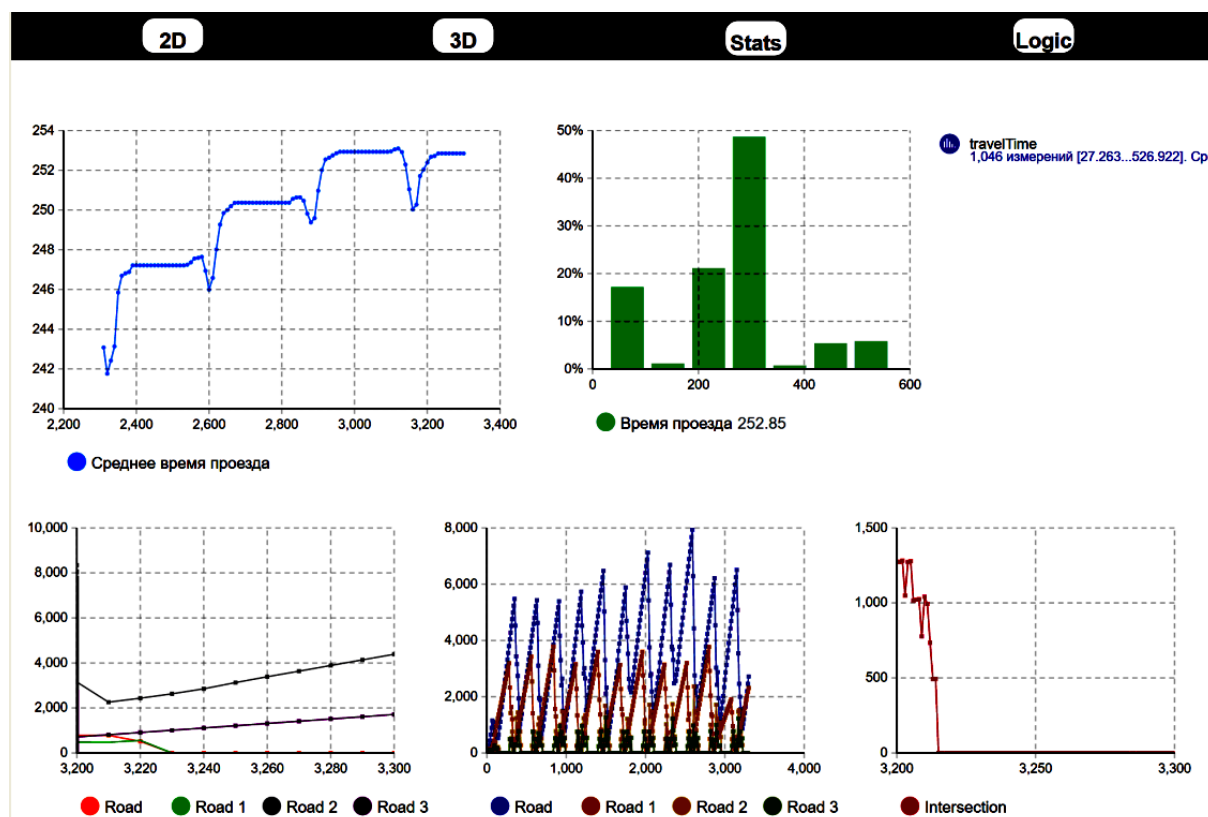 2D 3D Stats Logic
254
252
250
248
246
244
242
240
2,200 2,400 2,600 2,800 3,000 3,200 3,400
Среднее время проезда
50%
40%
30%
20%
10%
0%
0 200 400 600
Время проезда 252.85
travelTime
1,046 измерений [27.263...526.922]. Ср
10,000
8,000
6,000
4,000
2,000
0
3,200 3,220 3,240 3,260 3,280 3,300
Road Road 1 Road 2 Road 3
8,000
6,000
4,000
2,000
0
0 1,000 2,000 3,000 4,000
Road Road 1 Road 2 Road 3
1,500
1,000
500
0
3,200 3,250 3,300
Intersection